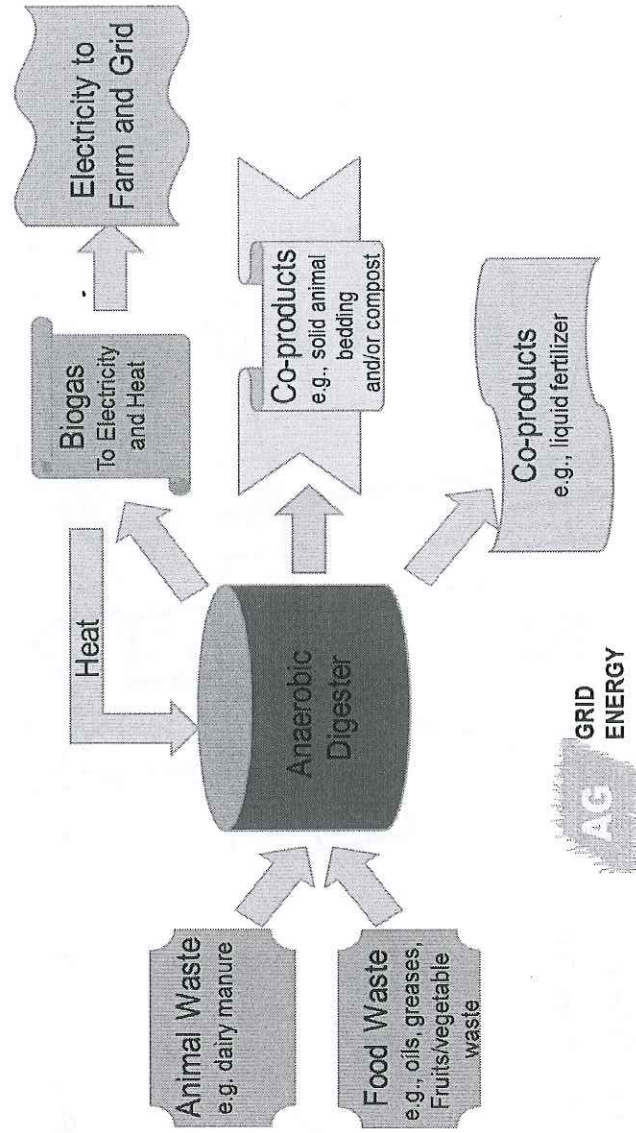 Animal Waste
e.g. dairy manure
Food Waste
e.g., oils, greases,
Fruits/vegetable
waste
Anaerobic
Digester
Heat
Biogas
To Electricity
and Heat
Electricity to
Farm and Grid
Co-products
e.g., solid animal
bedding
and/or compost
Co-products
e.g., liquid fertilizer
AG
GRID
ENERGY